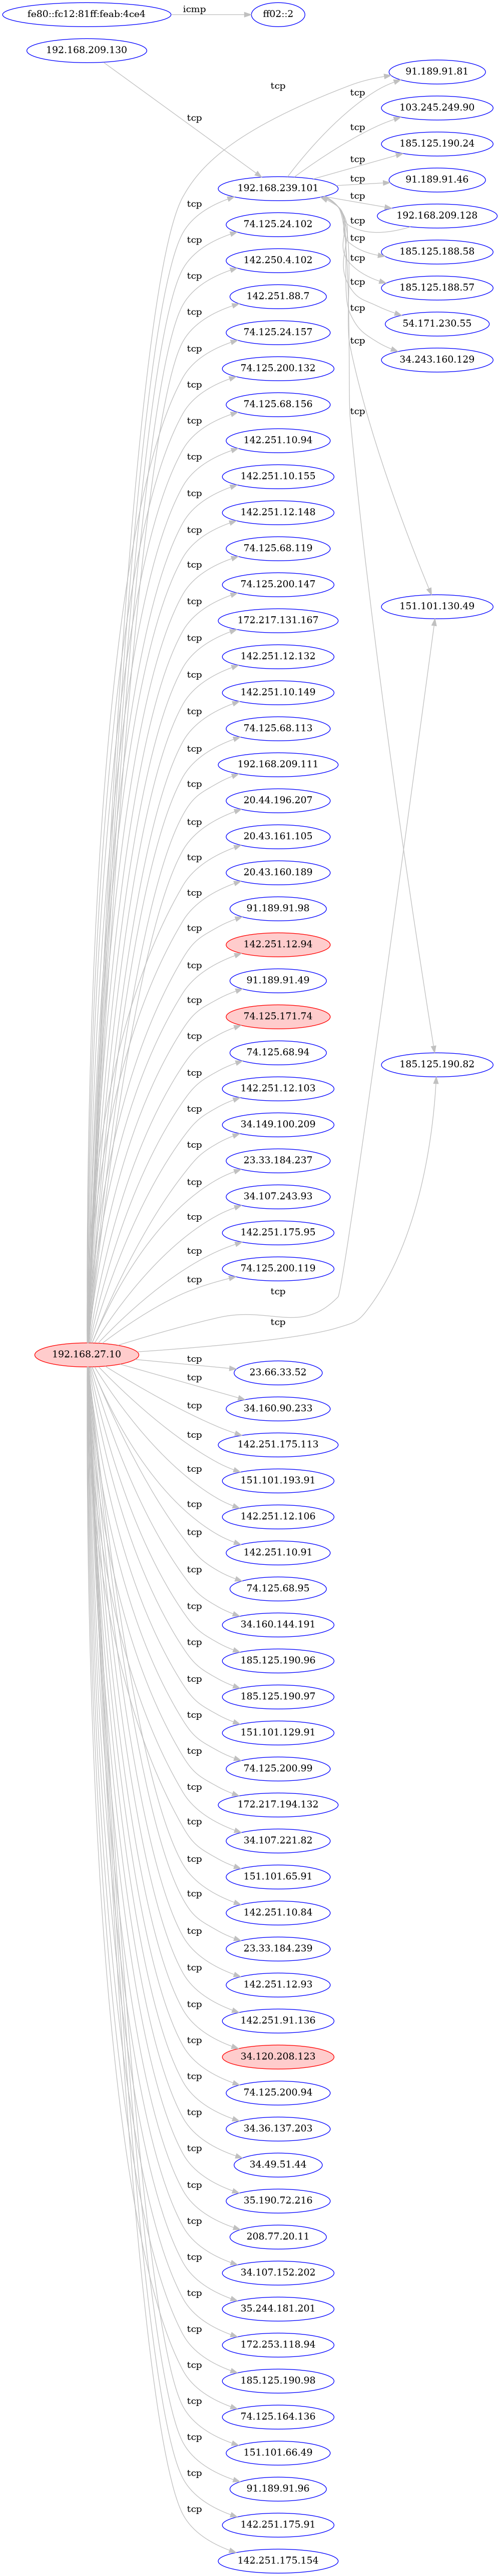 fe80::fc12:81ff:feab:4ce4
icmp
ff02::2
192.168.209.130
tcp
192.168.239.101
tcp
91.189.91.81
tcp
103.245.249.90
tcp
185.125.190.24
tcp
91.189.91.46
tcp
192.168.209.128
tcp
185.125.188.58
tcp
185.125.188.57
tcp
54.171.230.55
tcp
34.243.160.129
tcp
tcp
151.101.130.49
tcp
185.125.190.82
tcp
74.125.24.102
tcp
142.250.4.102
tcp
142.251.88.7
tcp
74.125.24.157
tcp
74.125.200.132
tcp
74.125.68.156
tcp
142.251.10.94
tcp
142.251.10.155
tcp
142.251.12.148
tcp
74.125.68.119
tcp
74.125.200.147
tcp
172.217.131.167
tcp
142.251.12.132
tcp
142.251.10.149
tcp
74.125.68.113
tcp
192.168.209.111
tcp
20.44.196.207
tcp
20.43.161.105
tcp
20.43.160.189
tcp
91.189.91.98
tcp
142.251.12.94
tcp
91.189.91.49
tcp
74.125.171.74
tcp
74.125.68.94
tcp
142.251.12.103
tcp
34.149.100.209
tcp
23.33.184.237
tcp
34.107.243.93
tcp
142.251.175.95
tcp
74.125.200.119
tcp
tcp
tcp
192.168.27.10
tcp
23.66.33.52
tcp
34.160.90.233
tcp
142.251.175.113
tcp
151.101.193.91
tcp
142.251.12.106
tcp
142.251.10.91
tcp
74.125.68.95
tcp
34.160.144.191
tcp
185.125.190.96
tcp
185.125.190.97
tcp
151.101.129.91
tcp
74.125.200.99
tcp
172.217.194.132
tcp
34.107.221.82
tcp
151.101.65.91
tcp
142.251.10.84
tcp
23.33.184.239
tcp
142.251.12.93
tcp
142.251.91.136
tcp
34.120.208.123
tcp
74.125.200.94
tcp
34.36.137.203
tcp
34.49.51.44
tcp
35.190.72.216
tcp
208.77.20.11
tcp
34.107.152.202
tcp
35.244.181.201
tcp
172.253.118.94
tcp
185.125.190.98
tcp
74.125.164.136
tcp
151.101.66.49
tcp
91.189.91.96
tcp
142.251.175.91
tcp
142.251.175.154